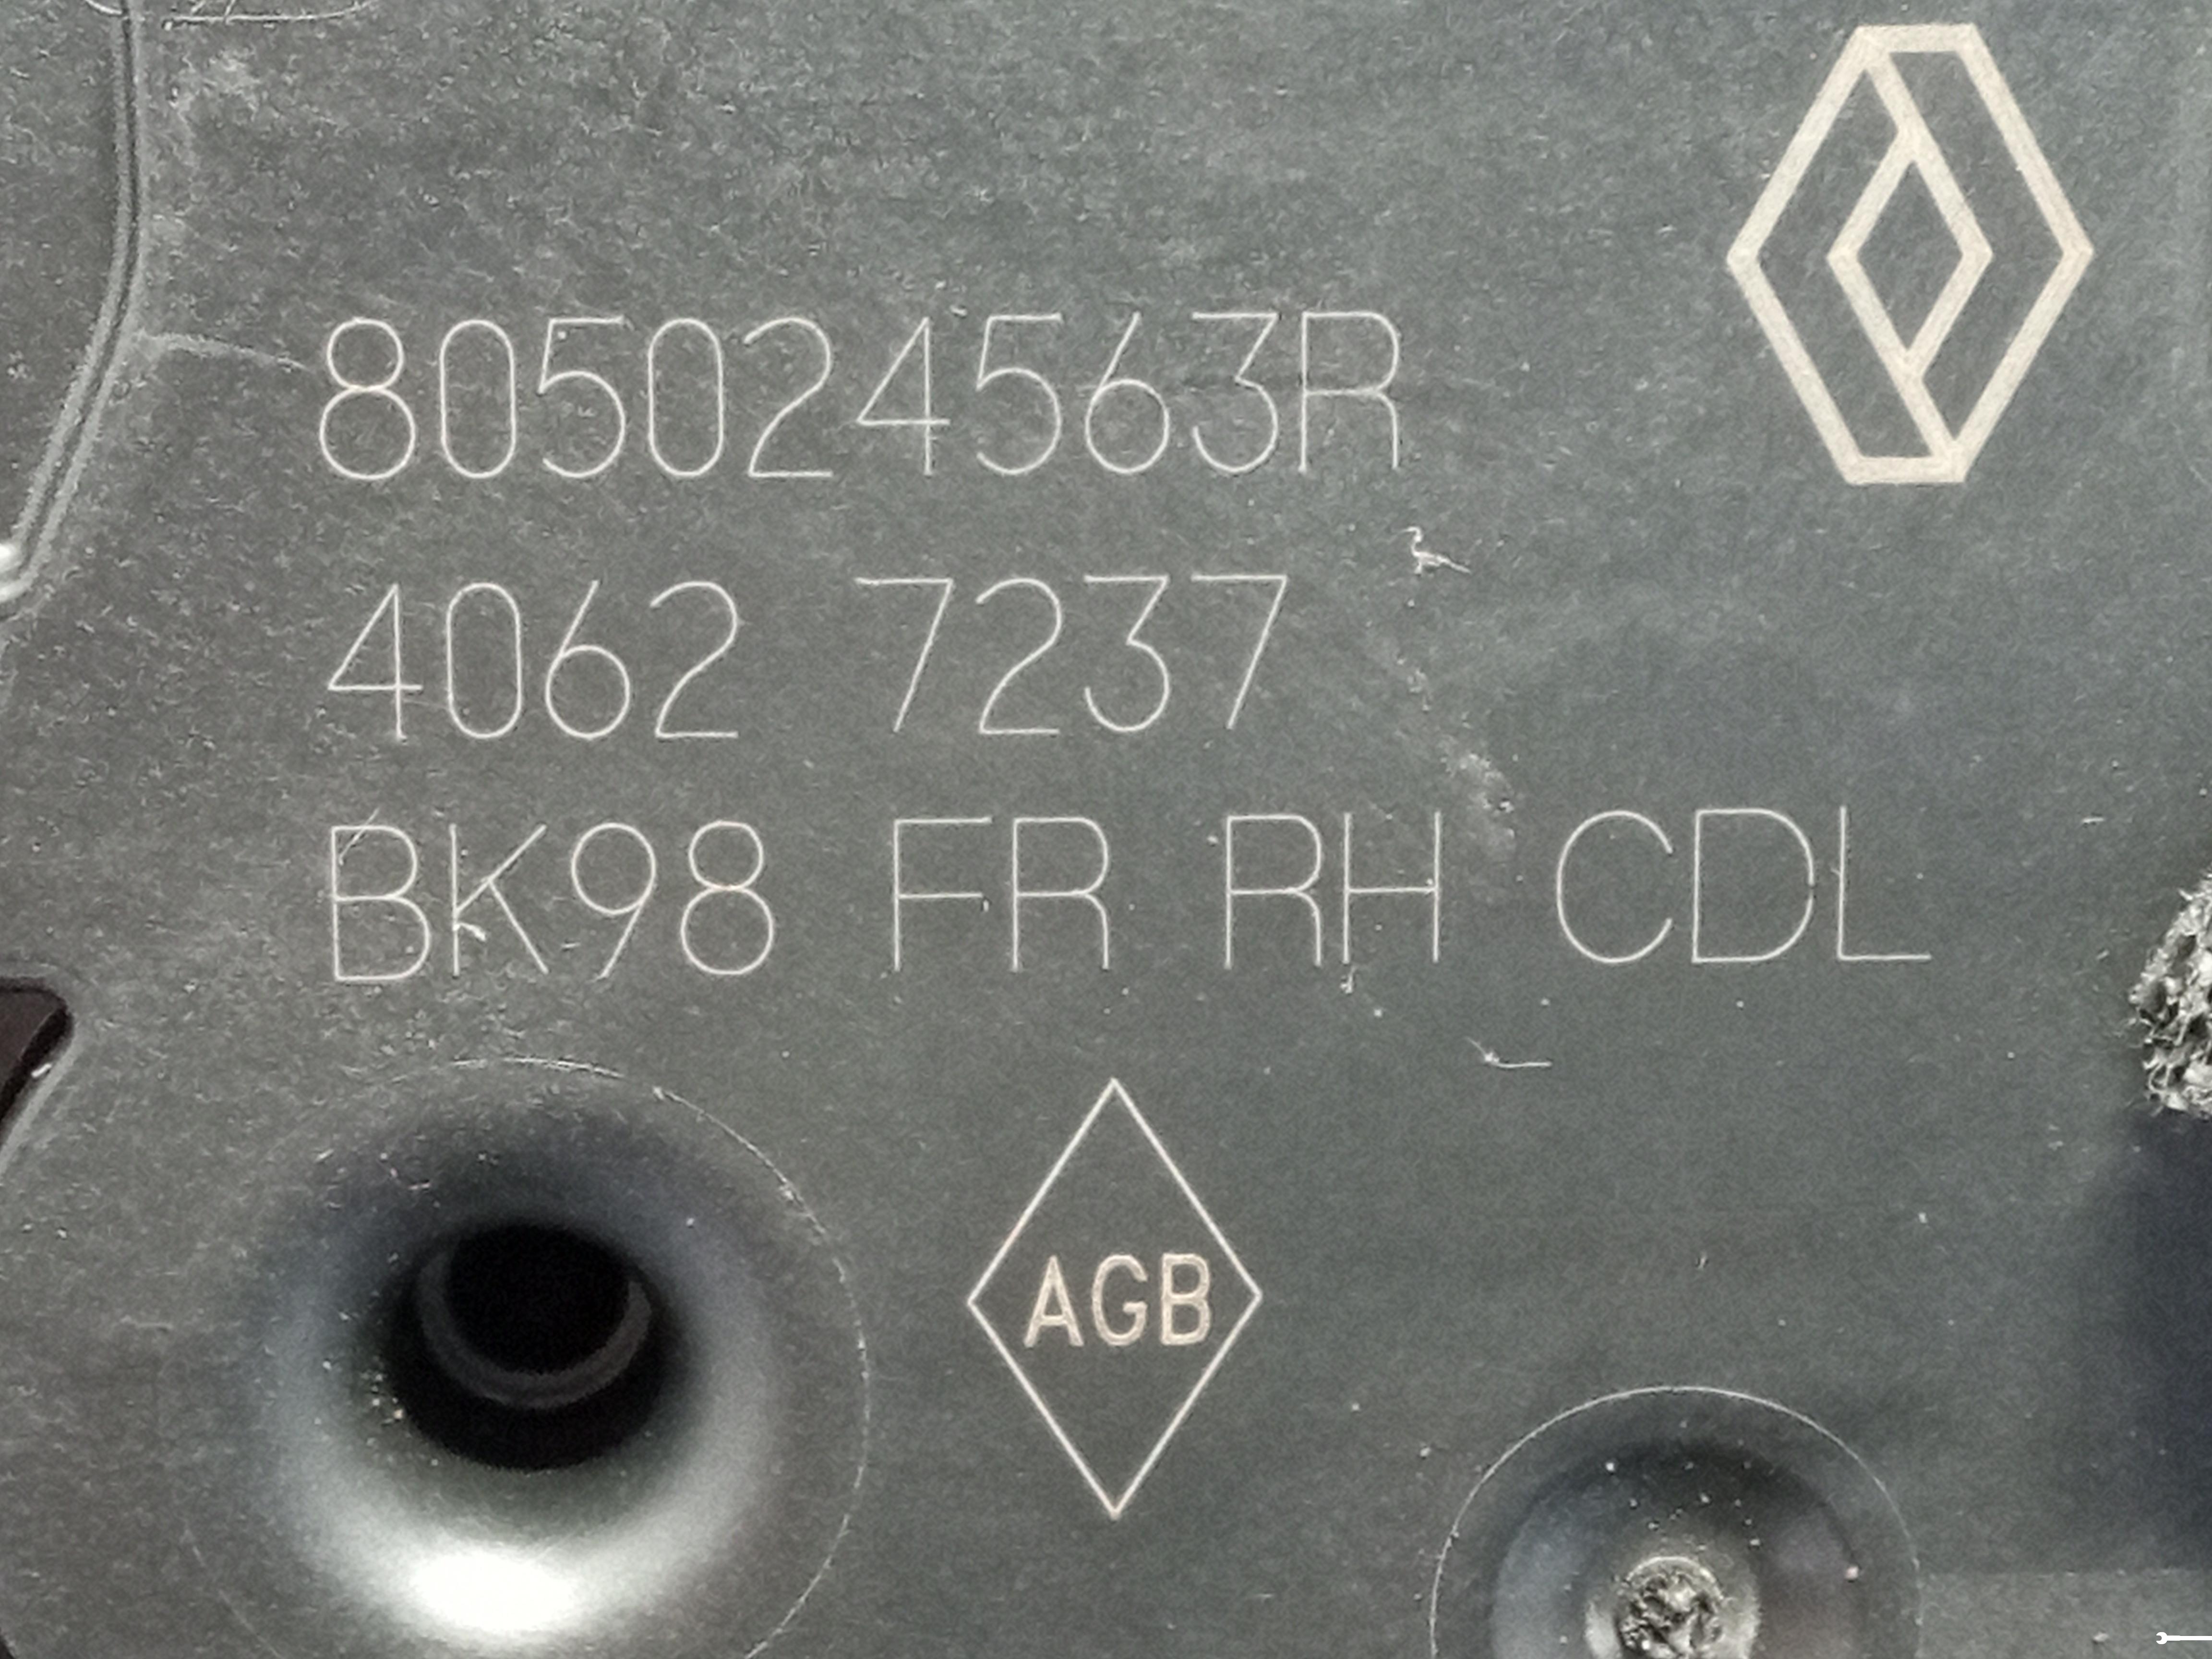 805024563R
4062 7237
BK98 FR RH CDL
AGB